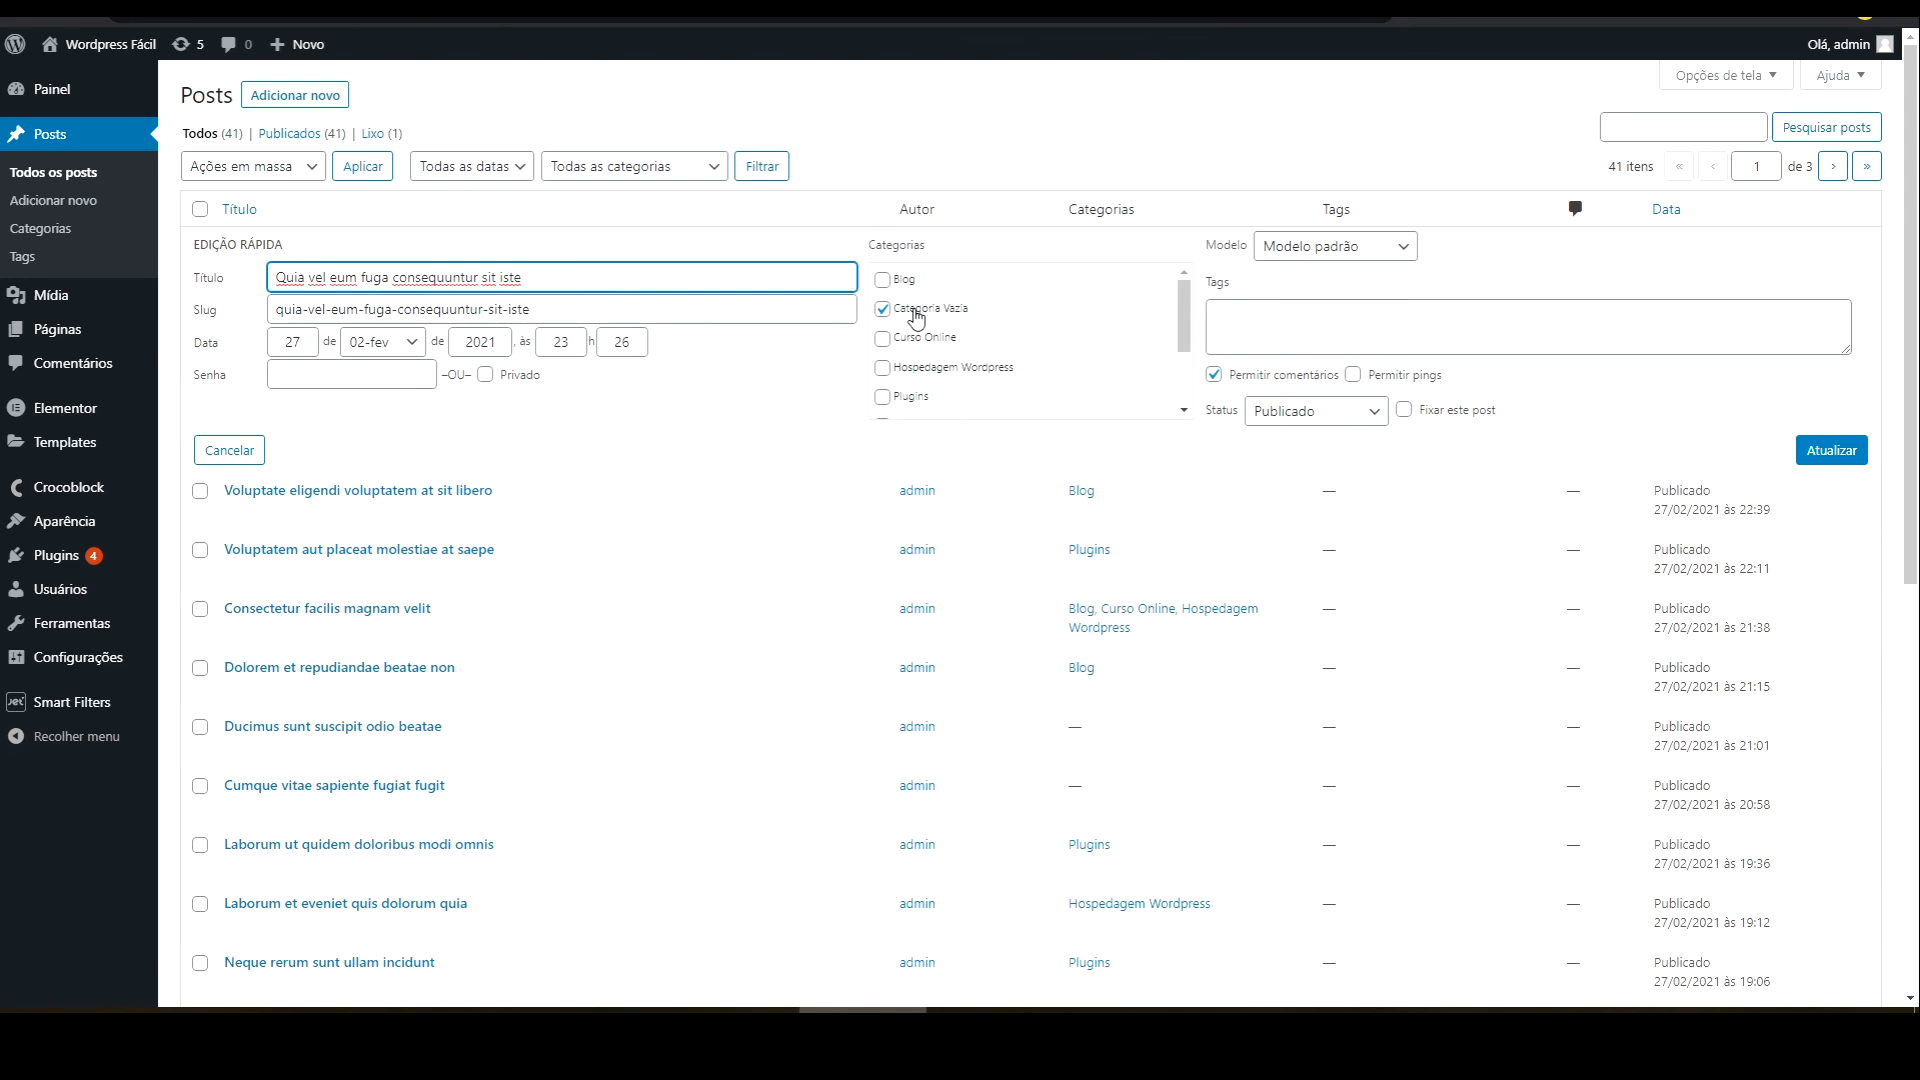 Wordpress Fácil 5 0 Novo Olá, admin
Opções de tela Ajuda
Painel
Posts
Todos os posts
Adicionar novo
Categorias
Tags
Mídia
Páginas
Comentários
Elementor
Templates
Crocoblock
Aparência
Plugins 4
Usuários
Ferramentas
Configurações
Jet Smart Filters
Recolher menu
Posts Adicionar novo
Todos (41) | Publicados (41) | Lixo (1)
Pesquisar posts
Ações em massa Aplicar Todas as datas Todas as categorias Filtrar
41 itens « ‹ 1 de 3 › »
Título Autor Categorias Tags Data
EDIÇÃO RÁPIDA
Título Quia vel eum fuga consequuntur sit iste
Slug quia-vel-eum-fuga-consequuntur-sit-iste
Data 27 de 02-fev de 2021 , às 23 h 26
Senha –OU– Privado
Categorias
Blog
Categoria Vazia
Curso Online
Hospedagem Wordpress
Plugins
Modelo Modelo padrão
Tags
Permitir comentários Permitir pings
Status Publicado Fixar este post
Cancelar Atualizar
Voluptate eligendi voluptatem at sit libero admin Blog — — Publicado
27/02/2021 às 22:39
Voluptatem aut placeat molestiae at saepe admin Plugins — — Publicado
27/02/2021 às 22:11
Consectetur facilis magnam velit admin Blog, Curso Online, Hospedagem — — Publicado
Wordpress 27/02/2021 às 21:38
Dolorem et repudiandae beatae non admin Blog — — Publicado
27/02/2021 às 21:15
Ducimus sunt suscipit odio beatae admin — — — Publicado
27/02/2021 às 21:01
Cumque vitae sapiente fugiat fugit admin — — — Publicado
27/02/2021 às 20:58
Laborum ut quidem doloribus modi omnis admin Plugins — — Publicado
27/02/2021 às 19:36
Laborum et eveniet quis dolorum quia admin Hospedagem Wordpress — — Publicado
27/02/2021 às 19:12
Neque rerum sunt ullam incidunt admin Plugins — — Publicado
27/02/2021 às 19:06